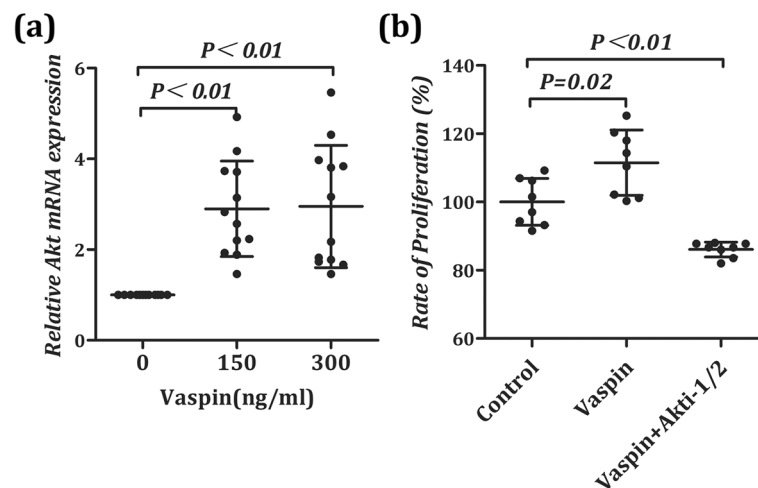 (a)
P < 0.01
P < 0.01
Relative Akt mRNA expression
6
4
2
0
0 150 300
Vaspin(ng/ml)
(b)
P <0.01
P=0.02
Rate of Proliferation (%)
140
120
100
80
60
Control
Vaspin
Vaspin+Akti-1/2